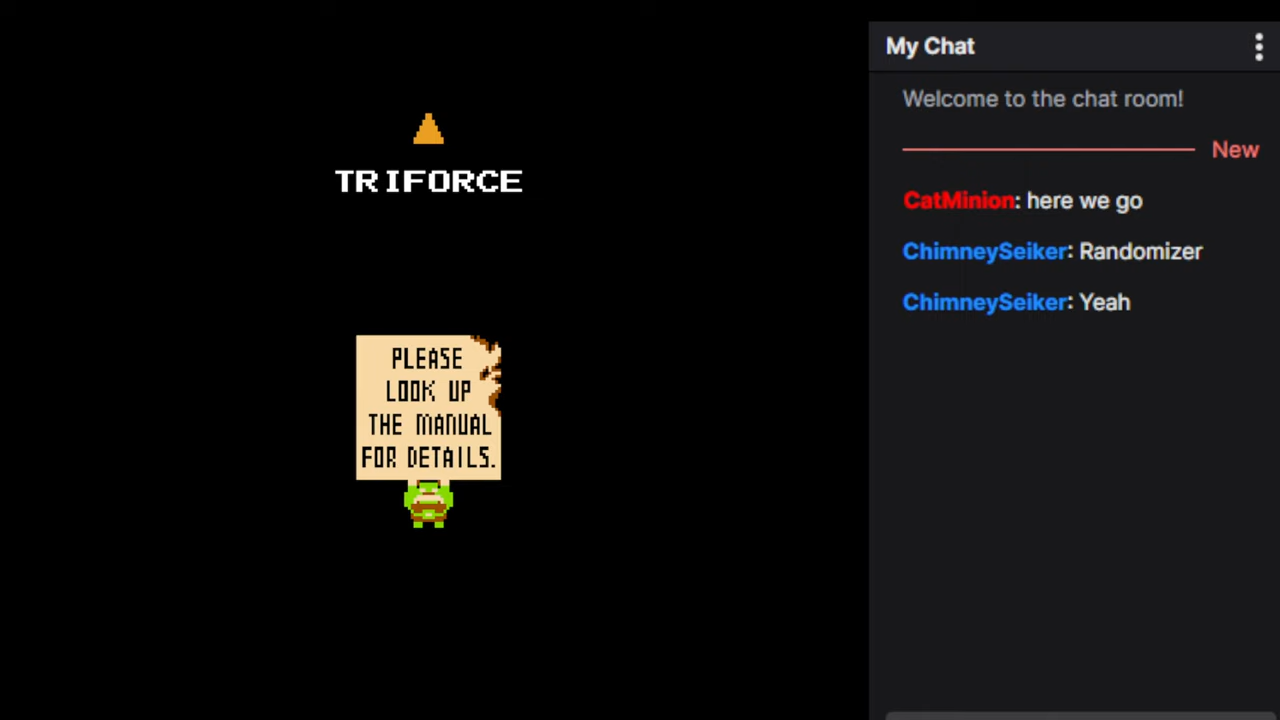 TRIFORCE
PLEASE
LOOK UP
THE MANUAL
FOR DETAILS.
My Chat
Welcome to the chat room!
New
CatMinion: here we go
ChimneySeiker: Randomizer
ChimneySeiker: Yeah